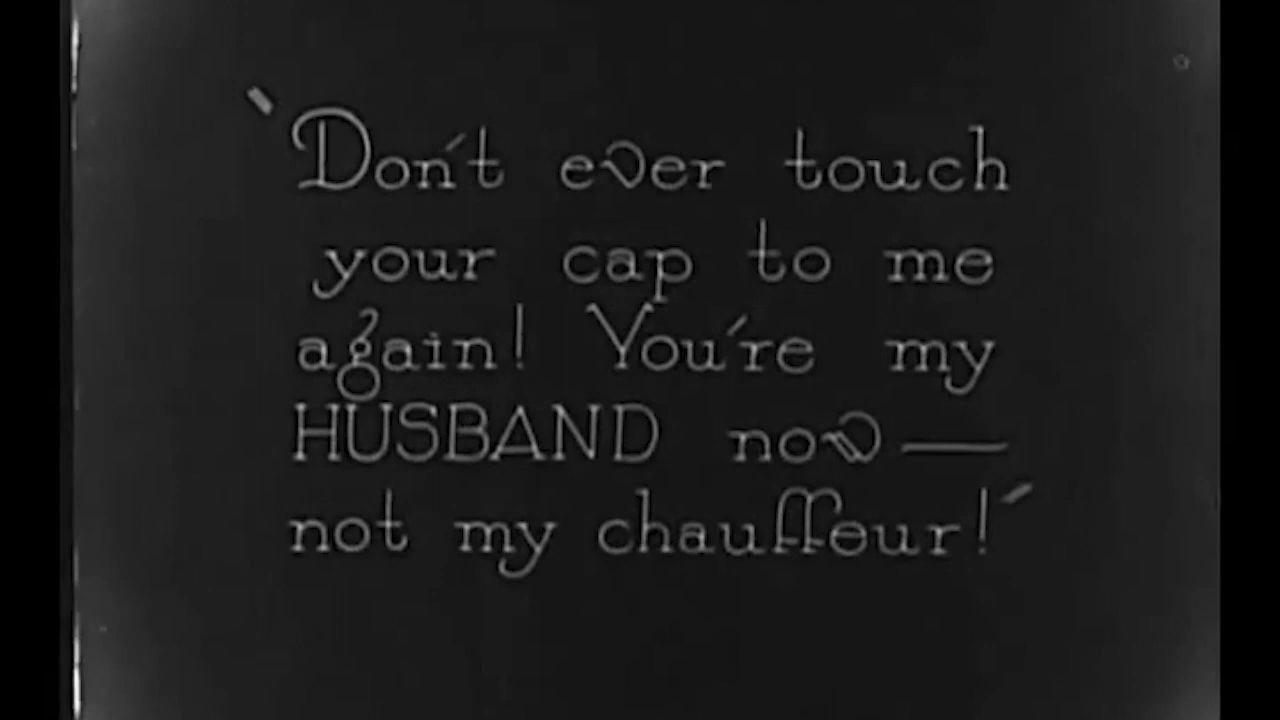 'Don't ever touch
your cap to me
again! You're my
HUSBAND now—
not my chauffeur!'